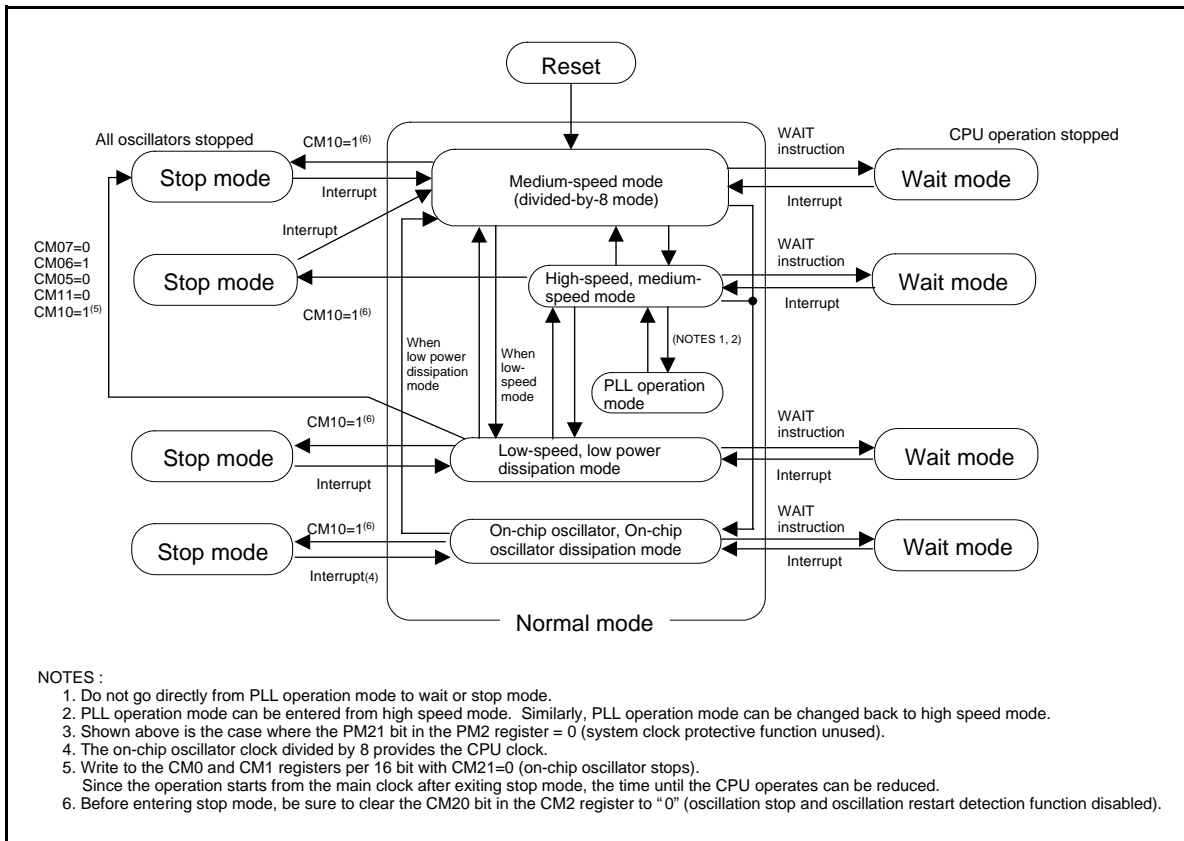 Reset
All oscillators stopped
CM10=1(6)
WAIT
instruction
CPU operation stopped
Stop mode
Interrupt
Medium-speed mode
(divided-by-8 mode)
Interrupt
Wait mode
Interrupt
CM07=0
CM06=1
CM05=0
CM11=0
CM10=1(5)
Stop mode
CM10=1(6)
High-speed, medium-
speed mode
WAIT
instruction
Interrupt
Wait mode
When
low power
dissipation
mode
When
low-
speed
mode
(NOTES 1, 2)
PLL operation
mode
CM10=1(6)
Stop mode
Interrupt
Low-speed, low power
dissipation mode
WAIT
instruction
Interrupt
Wait mode
CM10=1(6)
Stop mode
Interrupt(4)
On-chip oscillator, On-chip
oscillator dissipation mode
WAIT
instruction
Interrupt
Wait mode
Normal mode
NOTES :
1. Do not go directly from PLL operation mode to wait or stop mode.
2. PLL operation mode can be entered from high speed mode. Similarly, PLL operation mode can be changed back to high speed mode.
3. Shown above is the case where the PM21 bit in the PM2 register = 0 (system clock protective function unused).
4. The on-chip oscillator clock divided by 8 provides the CPU clock.
5. Write to the CM0 and CM1 registers per 16 bit with CM21=0 (on-chip oscillator stops).
Since the operation starts from the main clock after exiting stop mode, the time until the CPU operates can be reduced.
6. Before entering stop mode, be sure to clear the CM20 bit in the CM2 register to “0” (oscillation stop and oscillation restart detection function disabled).